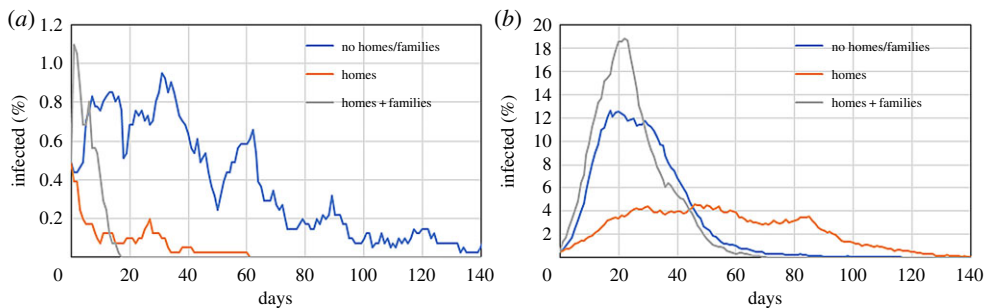 (a)
1.2
1.0
0.8
0.6
0.4
0.2
infected (%)
no homes/families
homes
homes + families
0 20 40 60 80 100 120 140
days
(b)
20
18
16
14
12
10
8
6
4
2
infected (%)
no homes/families
homes
homes + families
0 20 40 60 80 100 120 140
days